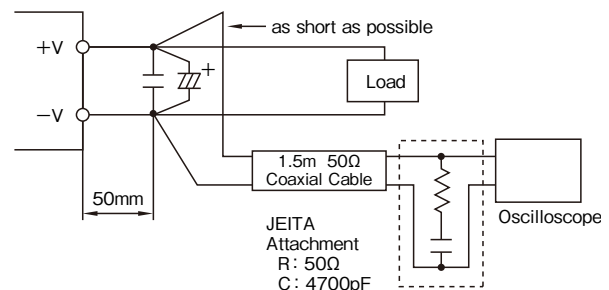 as short as possible
+V
+
Load
−V
1.5m 50Ω
Coaxial Cable
50mm
Oscilloscope
JEITA
Attachment
R: 50Ω
C: 4700pF